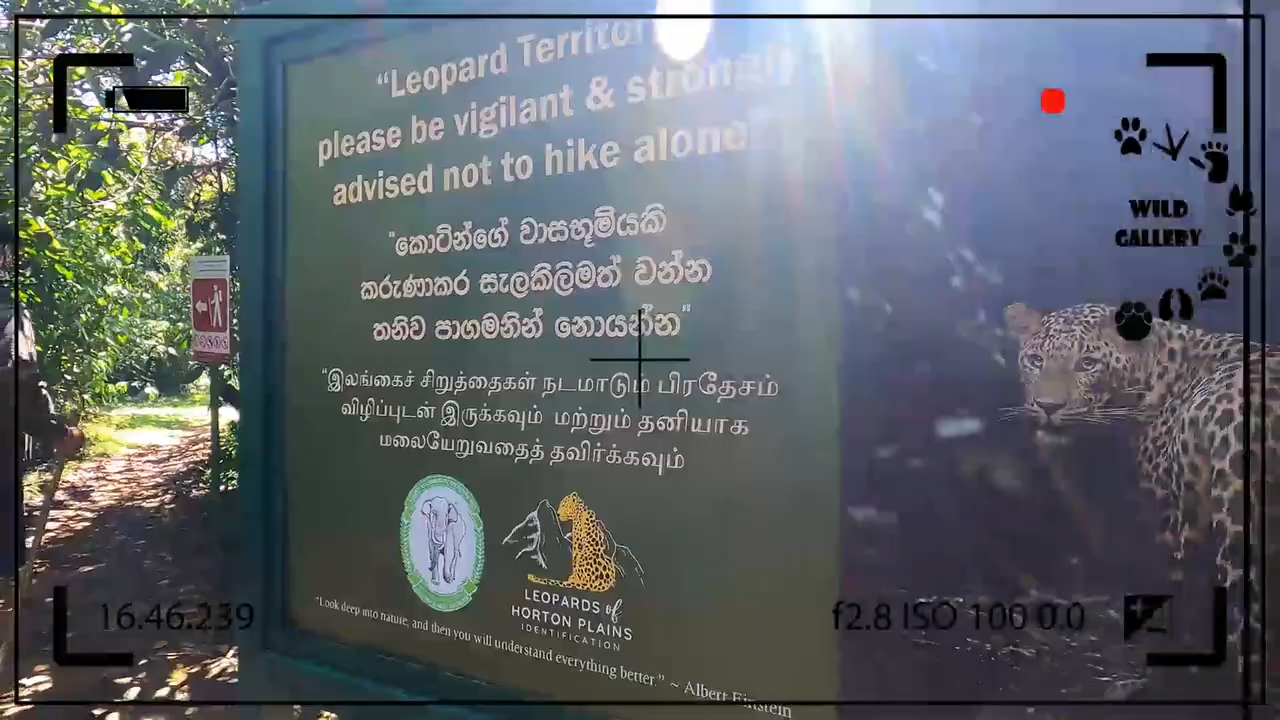 "Leopard Territo
please be vigilant & strongly
advised not to hike alone
"කොටින්ගේ වාසභූමියකි
කරුණාකර සැලකිලිමත් වන්න
තනිව පාගමනින් නොයන්න"
"இலங்கைச் சிறுத்தைகள் நடமாடும் பிரதேசம்
விழிப்புடன் இருக்கவும் மற்றும் தனியாக
மலையேறுவதைத் தவிர்க்கவும்
LEOPARDS of
HORTON PLAINS
IDENTIFICATION
"Look deep into nature, and then you will understand everything better." ~ Albert Einstein
WILD
GALLERY
16.46.239
f2.8 ISO 100 0.0